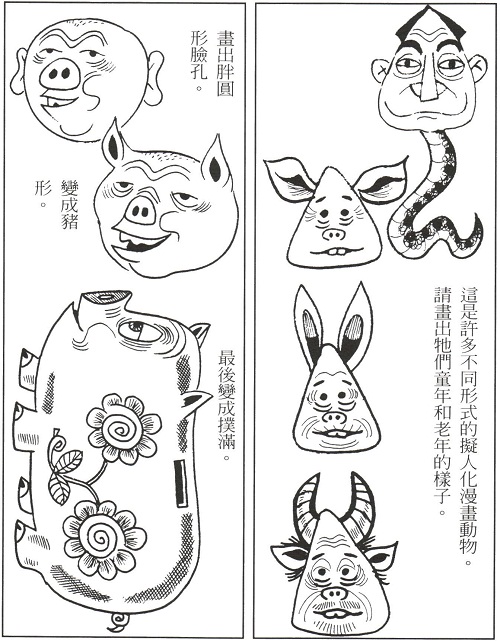 這是許多不同形式的擬人化漫畫動物。
請畫出牠們童年和老年的樣子。
畫出胖圓
形臉孔。
變成豬
形。
最後變成撲滿。